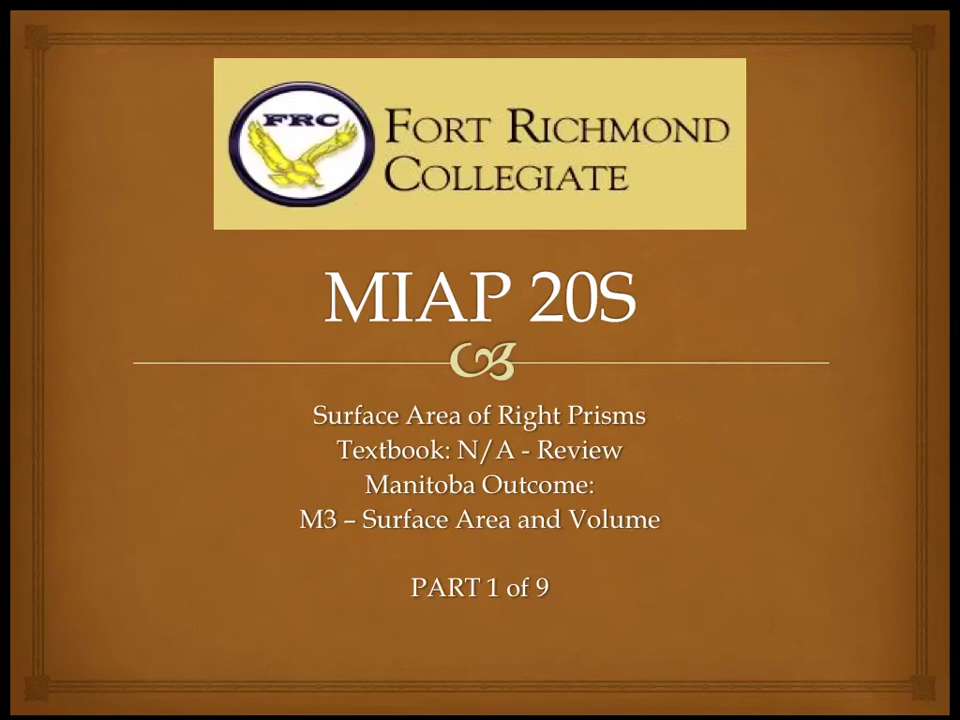 FRC
FORT RICHMOND
COLLEGIATE
MIAP 20S
Surface Area of Right Prisms
Textbook: N/A - Review
Manitoba Outcome:
M3 – Surface Area and Volume
PART 1 of 9